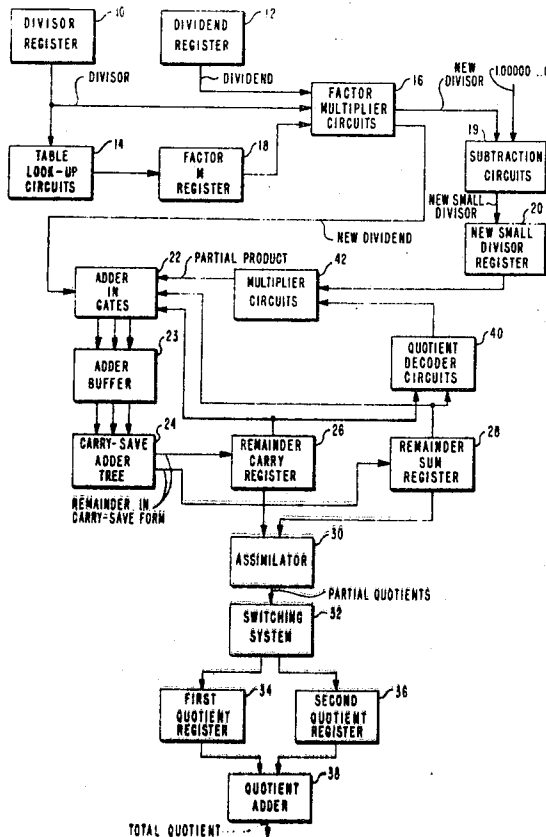 DIVISOR
REGISTER
10
DIVIDEND
REGISTER
12
DIVISOR
DIVIDEND
FACTOR
MULTIPLIER
CIRCUITS
16
NEW
DIVISOR
1.00000
TABLE
LOOK-UP
CIRCUITS
14
FACTOR
M
REGISTER
18
19
SUBTRACTION
CIRCUITS
NEW SMALL
DIVISOR
20
NEW DIVIDEND
NEW SMALL
DIVISOR
REGISTER
22
PARTIAL PRODUCT
42
ADDER
IN
GATES
MULTIPLIER
CIRCUITS
23
ADDER
BUFFER
40
QUOTIENT
DECODER
CIRCUITS
24
CARRY-SAVE
ADDER
TREE
26
REMAINDER
CARRY
REGISTER
28
REMAINDER
SUM
REGISTER
REMAINDER IN
CARRY-SAVE FORM
30
ASSIMILATOR
PARTIAL QUOTIENTS
SWITCHING
SYSTEM
32
FIRST
QUOTIENT
REGISTER
34
SECOND
QUOTIENT
REGISTER
36
QUOTIENT
ADDER
38
TOTAL QUOTIENT